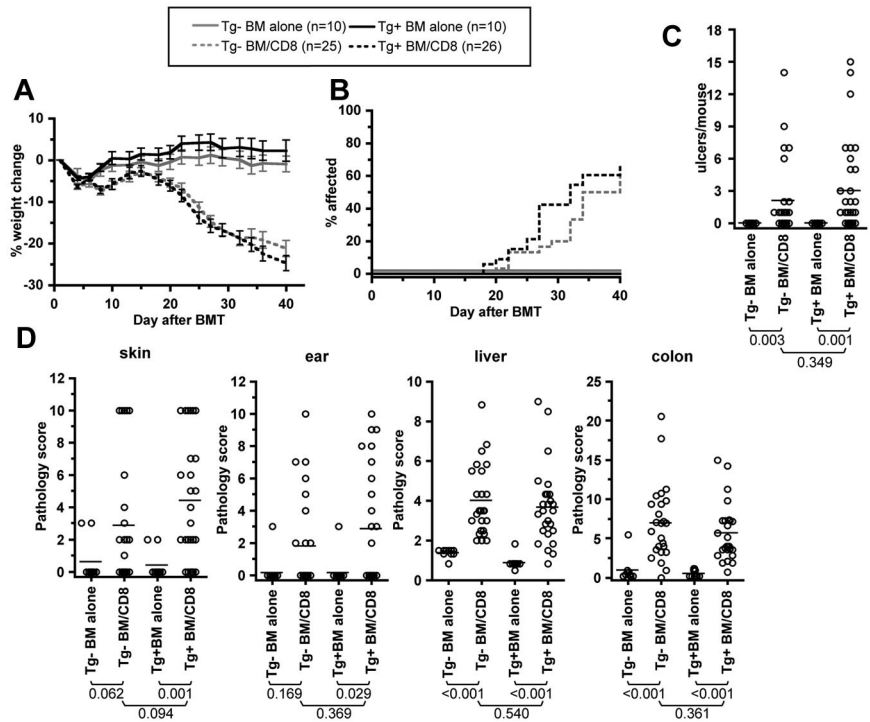 Tg- BM alone (n=10) Tg+ BM alone (n=10)
Tg- BM/CD8 (n=25) Tg+ BM/CD8 (n=26)
A
% weight change
10
0
-10
-20
-30
0 10 20 30 40
Day after BMT
B
% affected
100
80
60
40
20
0
0 10 20 30 40
Day after BMT
C
ulcers/mouse
18
15
12
9
6
3
0
Tg- BM alone
Tg- BM/CD8
Tg+ BM alone
Tg+ BM/CD8
0.003 0.001
0.349
D
skin
Pathology score
12
10
8
6
4
2
0
Tg- BM alone
Tg- BM/CD8
Tg+BM alone
Tg+ BM/CD8
0.062 0.001
0.094
ear
Pathology score
12
10
8
6
4
2
0
Tg- BM alone
Tg- BM/CD8
Tg+BM alone
Tg+ BM/CD8
0.169 0.029
0.369
liver
Pathology score
10
8
6
4
2
0
Tg- BM alone
Tg- BM/CD8
Tg+BM alone
Tg+ BM/CD8
<0.001 <0.001
0.540
colon
Pathology score
25
20
15
10
5
0
Tg- BM alone
Tg- BM/CD8
Tg+BM alone
Tg+ BM/CD8
<0.001 <0.001
0.361